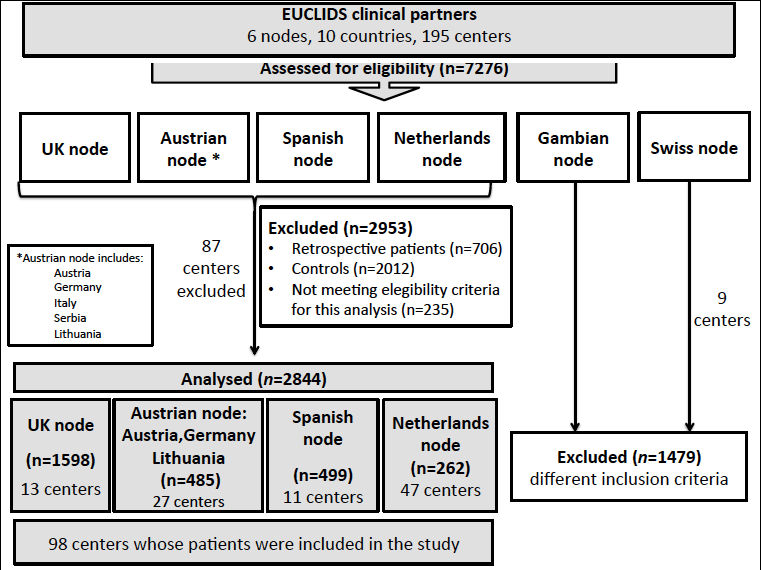 EUCLIDS clinical partners
6 nodes, 10 countries, 195 centers
Assessed for eligibility (n=7276)
UK node
Austrian
node *
Spanish
node
Netherlands
node
Gambian
node
Swiss node
Excluded (n=2953)
• Retrospective patients (n=706)
• Controls (n=2012)
• Not meeting elegibility criteria
for this analysis (n=235)
87
centers
excluded
*Austrian node includes:
Austria
Germany
Italy
Serbia
Lithuania
9
centers
Analysed (n=2844)
UK node
(n=1598)
13 centers
Austrian node:
Austria,Germany
Lithuania
(n=485)
27 centers
Spanish
node
(n=499)
11 centers
Netherlands
node
(n=262)
47 centers
Excluded (n=1479)
different inclusion criteria
98 centers whose patients were included in the study